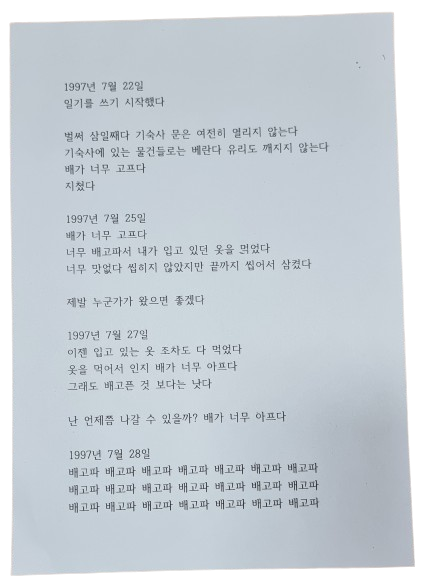 1997년 7월 22일
일기를 쓰기 시작했다
벌써 삼일째다 기숙사 문은 여전히 열리지 않는다
기숙사에 있는 물건들로는 베란다 유리도 깨지지 않는다
배가 너무 고프다
지쳤다
1997년 7월 25일
배가 너무 고프다
너무 배고파서 내가 입고 있던 옷을 먹었다
너무 맛없다 씹히지 않았지만 끝까지 씹어서 삼켰다
제발 누군가가 왔으면 좋겠다
1997년 7월 27일
이젠 입고 있는 옷 조차도 다 먹었다
옷을 먹어서 인지 배가 너무 아프다
그래도 배고픈 것 보다는 낫다
난 언제쯤 나갈 수 있을까? 배가 너무 아프다
1997년 7월 28일
배고파 배고파 배고파 배고파 배고파 배고파 배고파
배고파 배고파 배고파 배고파 배고파 배고파 배고파
배고파 배고파 배고파 배고파 배고파 배고파 배고파